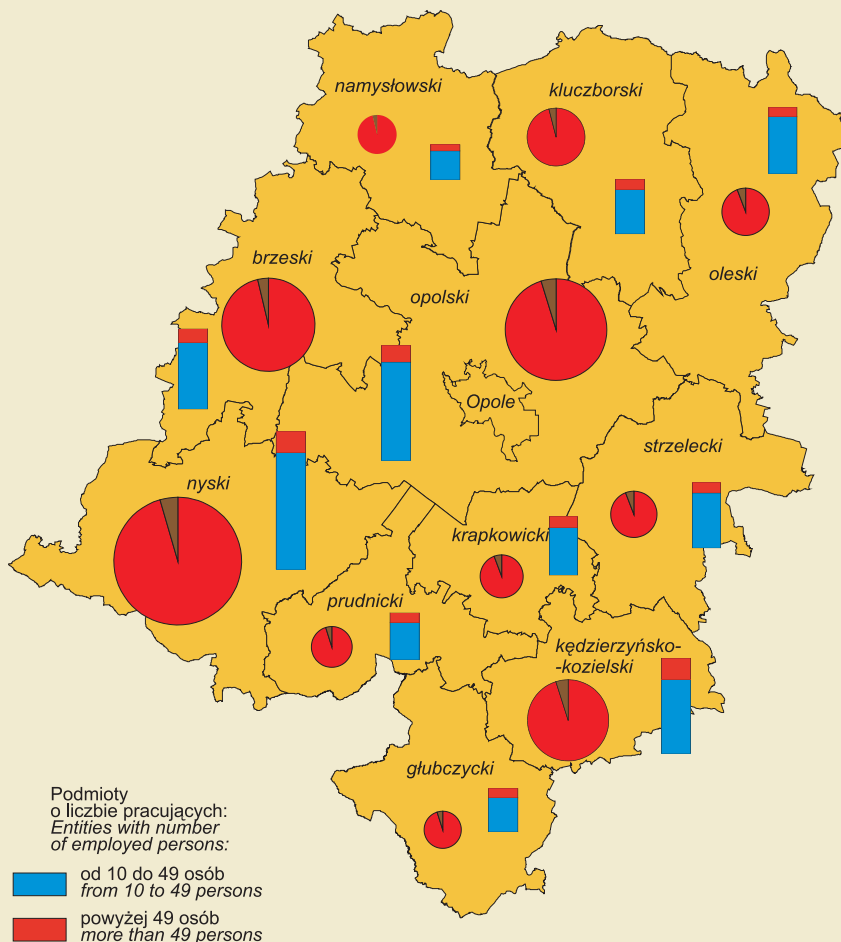 namysłowski
kluczborski
brzeski
opolski
oleski
Opole
strzelecki
nyski
krapkowicki
prudnicki
kędzierzyńsko-
-kozielski
głubczycki
Podmioty
o liczbie pracujących:
Entities with number
of employed persons:
od 10 do 49 osób
from 10 to 49 persons
powyżej 49 osób
more than 49 persons